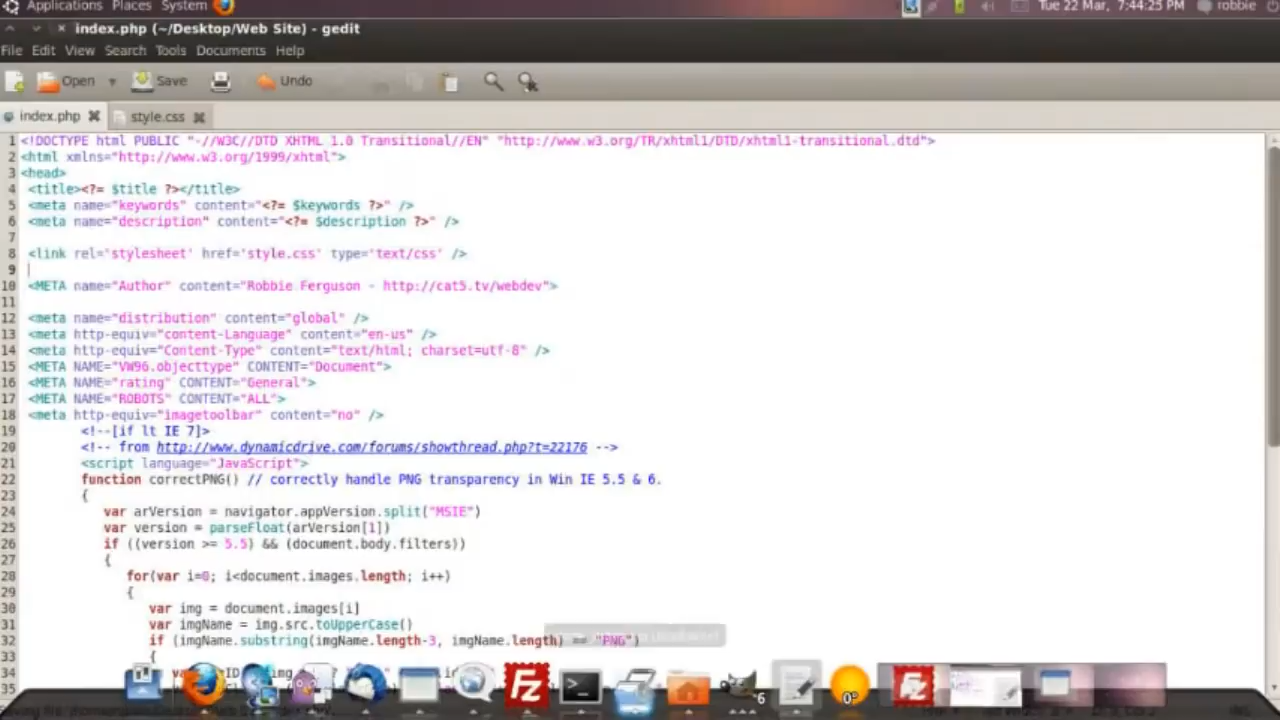 Applications Places System Tue 22 Mar, 7:44:25 PM robbie
index.php (~/Desktop/Web Site) - gedit
File Edit View Search Tools Documents Help
Open Save Undo
index.php style.css
1 <!DOCTYPE html PUBLIC "-//W3C//DTD XHTML 1.0 Transitional//EN" "http://www.w3.org/TR/xhtml1/DTD/xhtml1-transitional.dtd">
2 <html xmlns="http://www.w3.org/1999/xhtml">
3 <head>
4 <title><?= $title ?></title>
5 <meta name="keywords" content="<?= $keywords ?>" />
6 <meta name="description" content="<?= $description ?>" />
7
8 <link rel='stylesheet' href='style.css' type='text/css' />
9
10 <META name="Author" content="Robbie Ferguson - http://cat5.tv/webdev">
11
12 <meta name="distribution" content="global" />
13 <meta http-equiv="content-Language" content="en-us" />
14 <meta http-equiv="Content-Type" content="text/html; charset=utf-8" />
15 <META NAME="VW96.objecttype" CONTENT="Document">
16 <META NAME="rating" CONTENT="General">
17 <META NAME="ROBOTS" CONTENT="ALL">
18 <meta http-equiv="imagetoolbar" content="no" />
19 <!--[if lt IE 7]>
20 <!-- from http://www.dynamicdrive.com/forums/showthread.php?t=22176 -->
21 <script language="JavaScript">
22 function correctPNG() // correctly handle PNG transparency in Win IE 5.5 & 6.
23 {
24 var arVersion = navigator.appVersion.split("MSIE")
25 var version = parseFloat(arVersion[1])
26 if ((version >= 5.5) && (document.body.filters))
27 {
28 for(var i=0; i<document.images.length; i++)
29 {
30 var img = document.images[i]
31 var imgName = img.src.toUpperCase()
32 if (imgName.substring(imgName.length-3, imgName.length) == "PNG")
33 {
34
35
Fz
6
0°